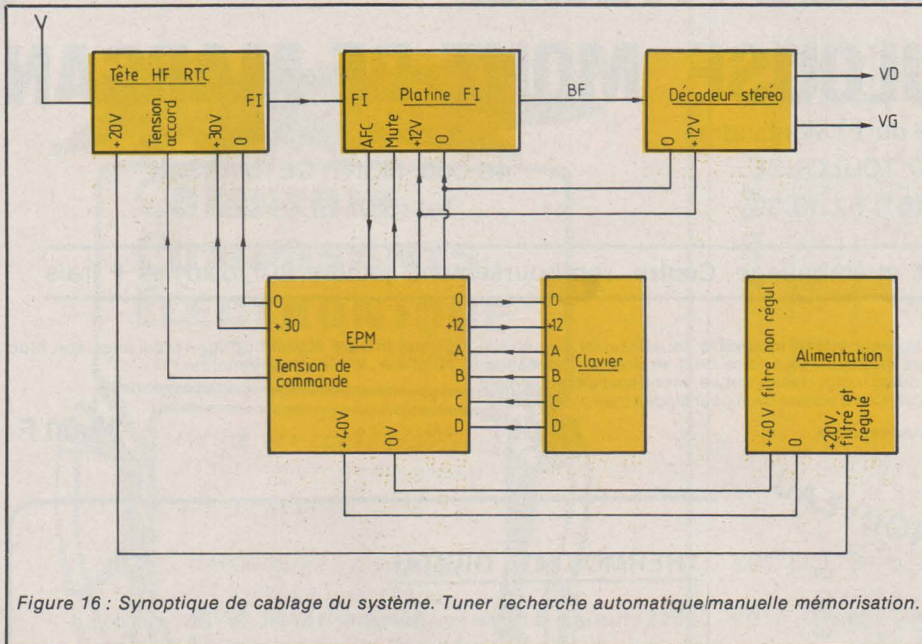 Tête HF RTC
FI
+20V
Tension accord
+30V
0
FI
Platine FI
AFC
Mute
+12V
0
BF
Décodeur stéréo
0
+12V
VD
VG
0
+30
EPM
Tension de commande
+40V
0V
0
+12
A
B
C
D
0
+12
A
B
C
D
Clavier
+40V filtre non régul.
0
+20V filtré et regule
Alimentation
Figure 16 : Synoptique de cablage du système. Tuner recherche automatique/manuelle mémorisation.